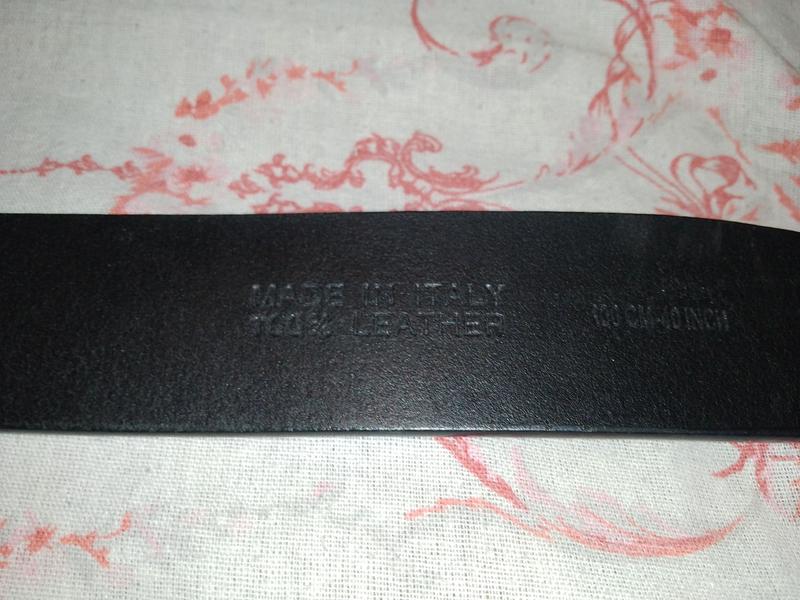 MADE IN ITALY
100% LEATHER
100 CM-40 INCH